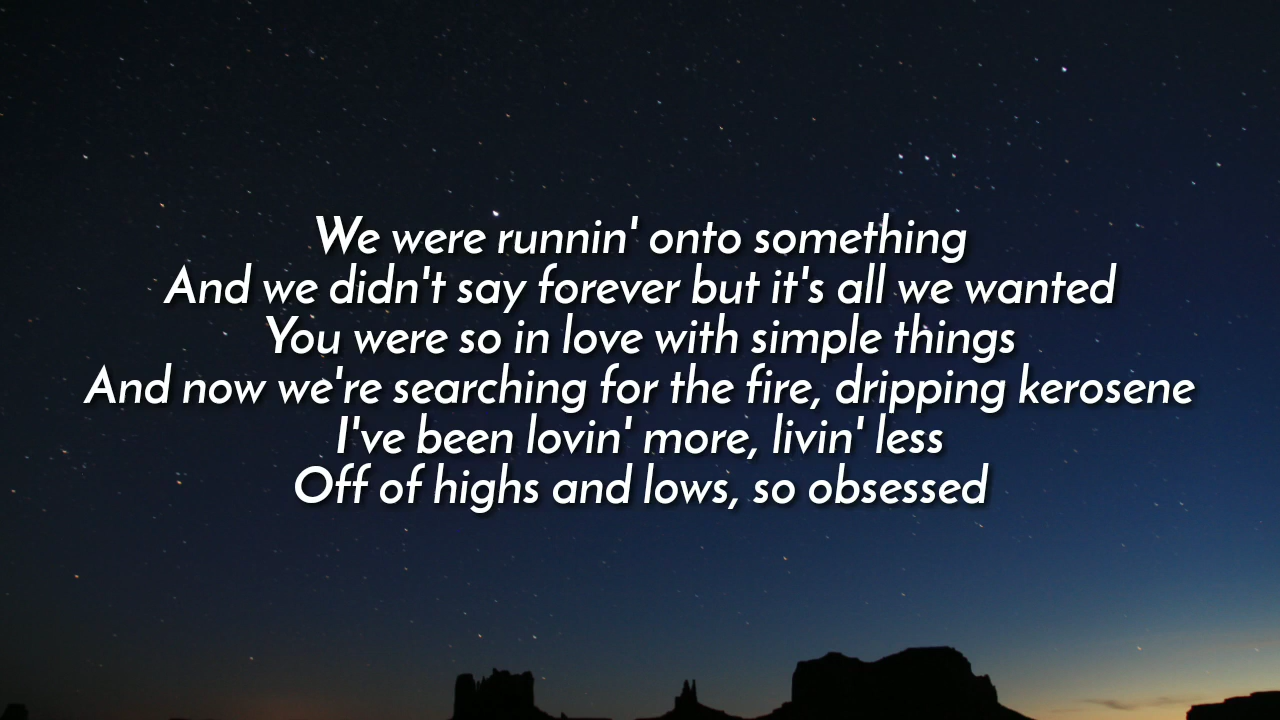 We were runnin' onto something
And we didn't say forever but it's all we wanted
You were so in love with simple things
And now we're searching for the fire, dripping kerosene
I've been lovin' more, livin' less
Off of highs and lows, so obsessed